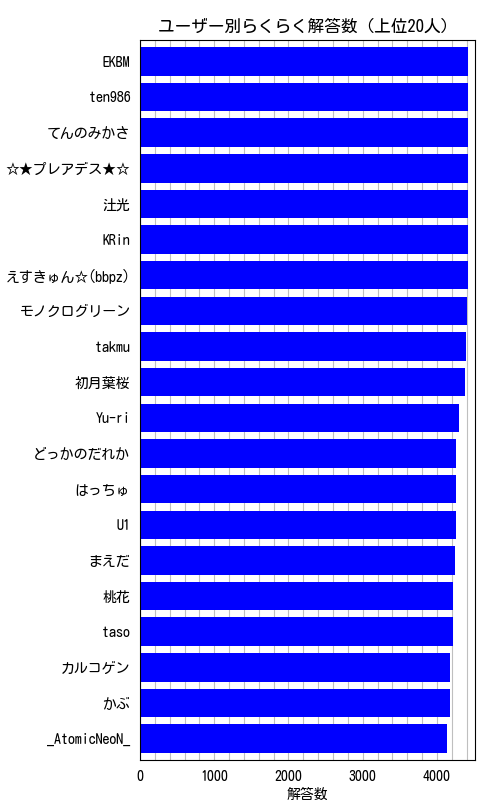 ユーザー別らくらく解答数（上位20人）
EKBM
ten986
てんのみかさ
☆★プレアデス★☆
汢光
KRin
えすきゅん☆(bbpz)
モノクログリーン
takmu
初月葉桜
Yu-ri
どっかのだれか
はっちゅ
U1
まえだ
桃花
taso
カルコゲン
かぶ
_AtomicNeoN_
0 1000 2000 3000 4000
解答数